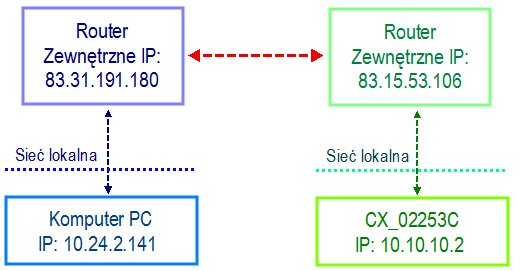 Router
Zewnętrzne IP:
83.31.191.180
Router
Zewnętrzne IP:
83.15.53.106
Sieć lokalna
Sieć lokalna
Komputer PC
IP: 10.24.2.141
CX_02253C
IP: 10.10.10.2